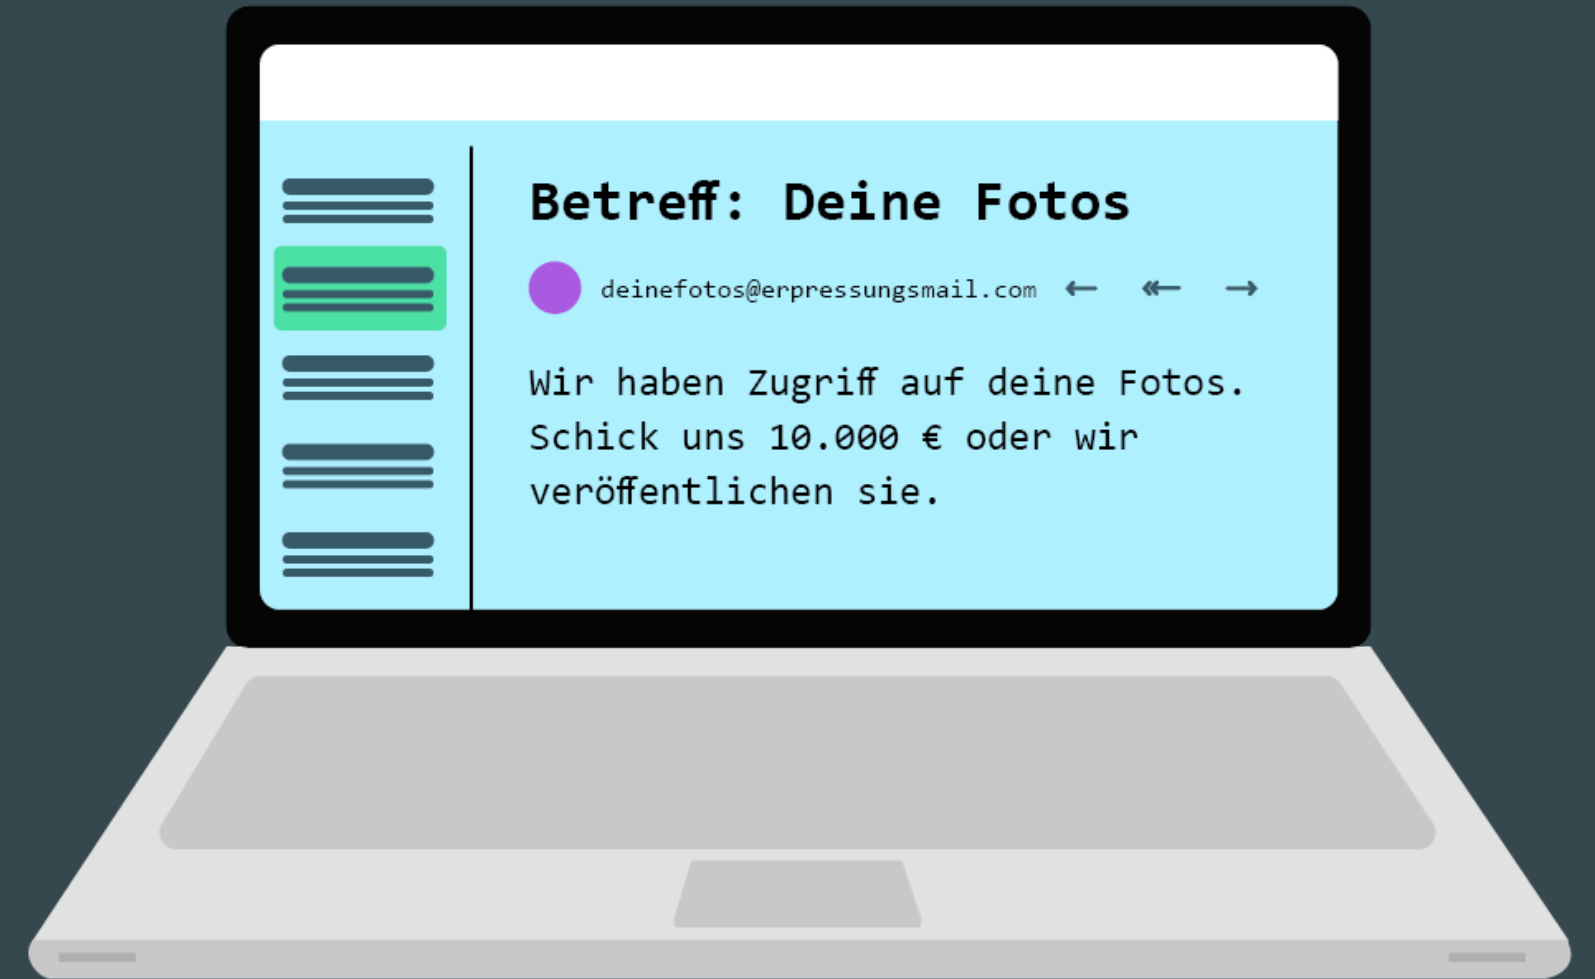 Betreff: Deine Fotos
deinefotos@erpressungsmail.com
Wir haben Zugriff auf deine Fotos.
Schick uns 10.000 € oder wir
veröffentlichen sie.